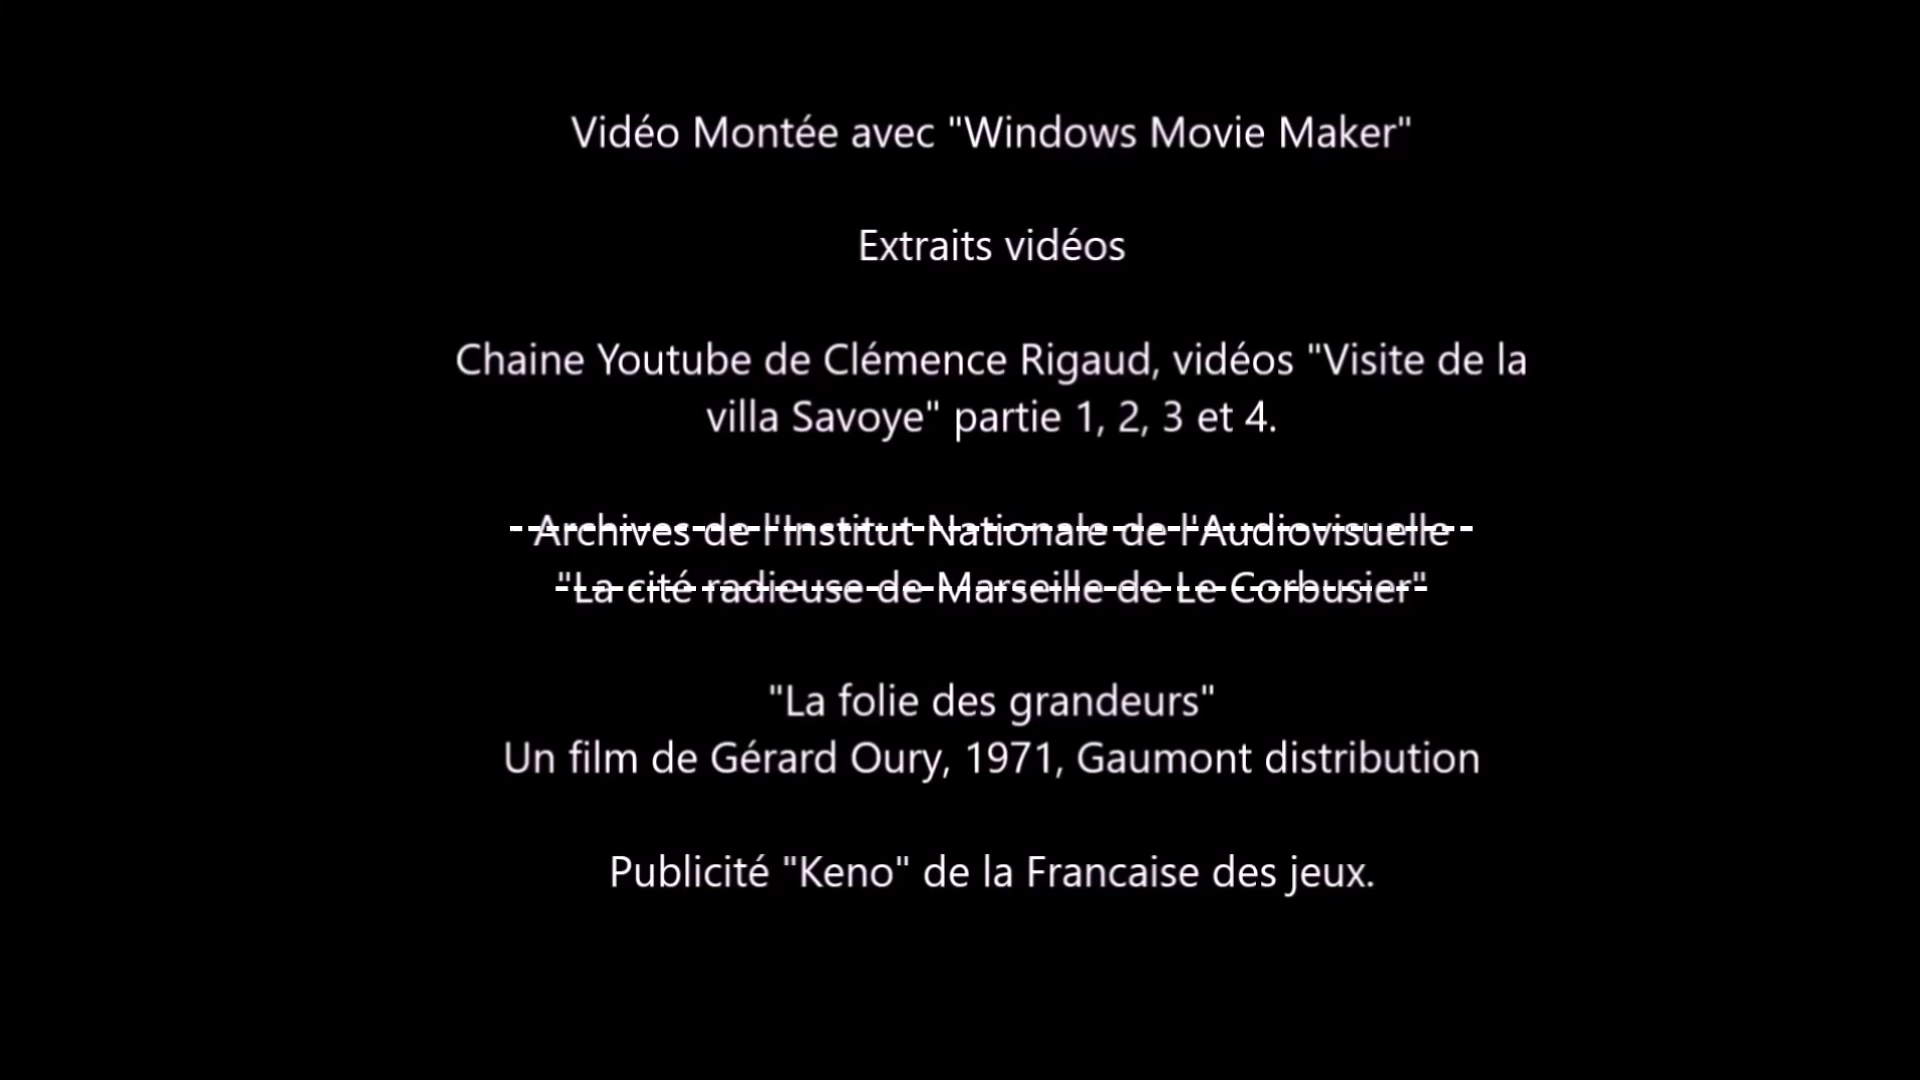 Vidéo Montée avec "Windows Movie Maker"
Extraits vidéos
Chaine Youtube de Clémence Rigaud, vidéos "Visite de la
villa Savoye" partie 1, 2, 3 et 4.
Archives de l'Institut Nationale de l'Audiovisuelle
"La cité radieuse de Marseille de Le Corbusier"
"La folie des grandeurs"
Un film de Gérard Oury, 1971, Gaumont distribution
Publicité "Keno" de la Francaise des jeux.